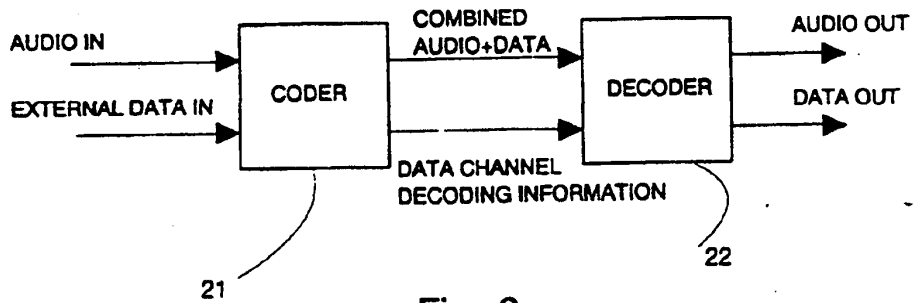 COMBINED
AUDIO+DATA
AUDIO OUT
AUDIO IN
CODER
DECODER
EXTERNAL DATA IN
DATA OUT
DATA CHANNEL
DECODING INFORMATION
21
22